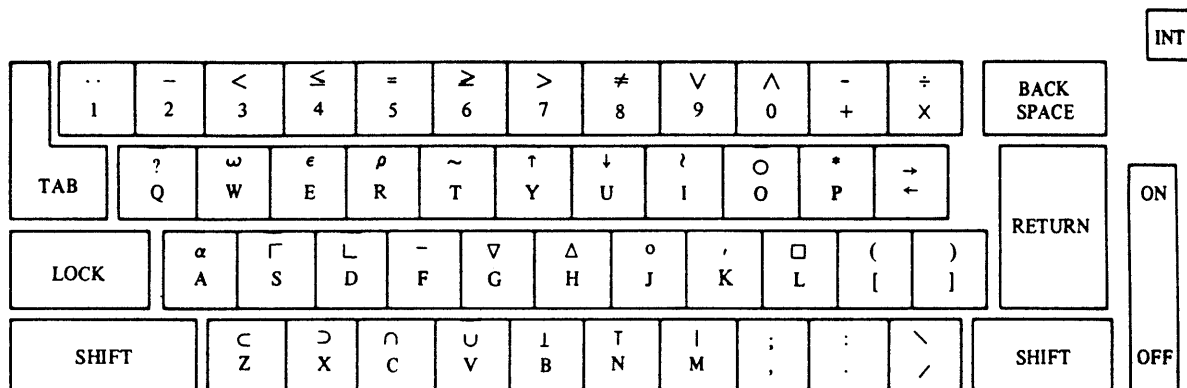 INT
¨ − < ≤ = ≥ > ≠ ∨ ∧ - ÷
1 2 3 4 5 6 7 8 9 0 + × BACK
SPACE
? ω ϵ ρ ~ ↑ ↓ ≀ ○ * →
TAB Q W E R T Y U I O P ← ON
RETURN
α ⌈ ⌊ _ ∇ ∆ ∘ ' □ ( )
LOCK A S D F G H J K L [ ]
⊂ ⊃ ∩ ∪ ⊥ ⊤ | ; : \
SHIFT Z X C V B N M , . / SHIFT OFF